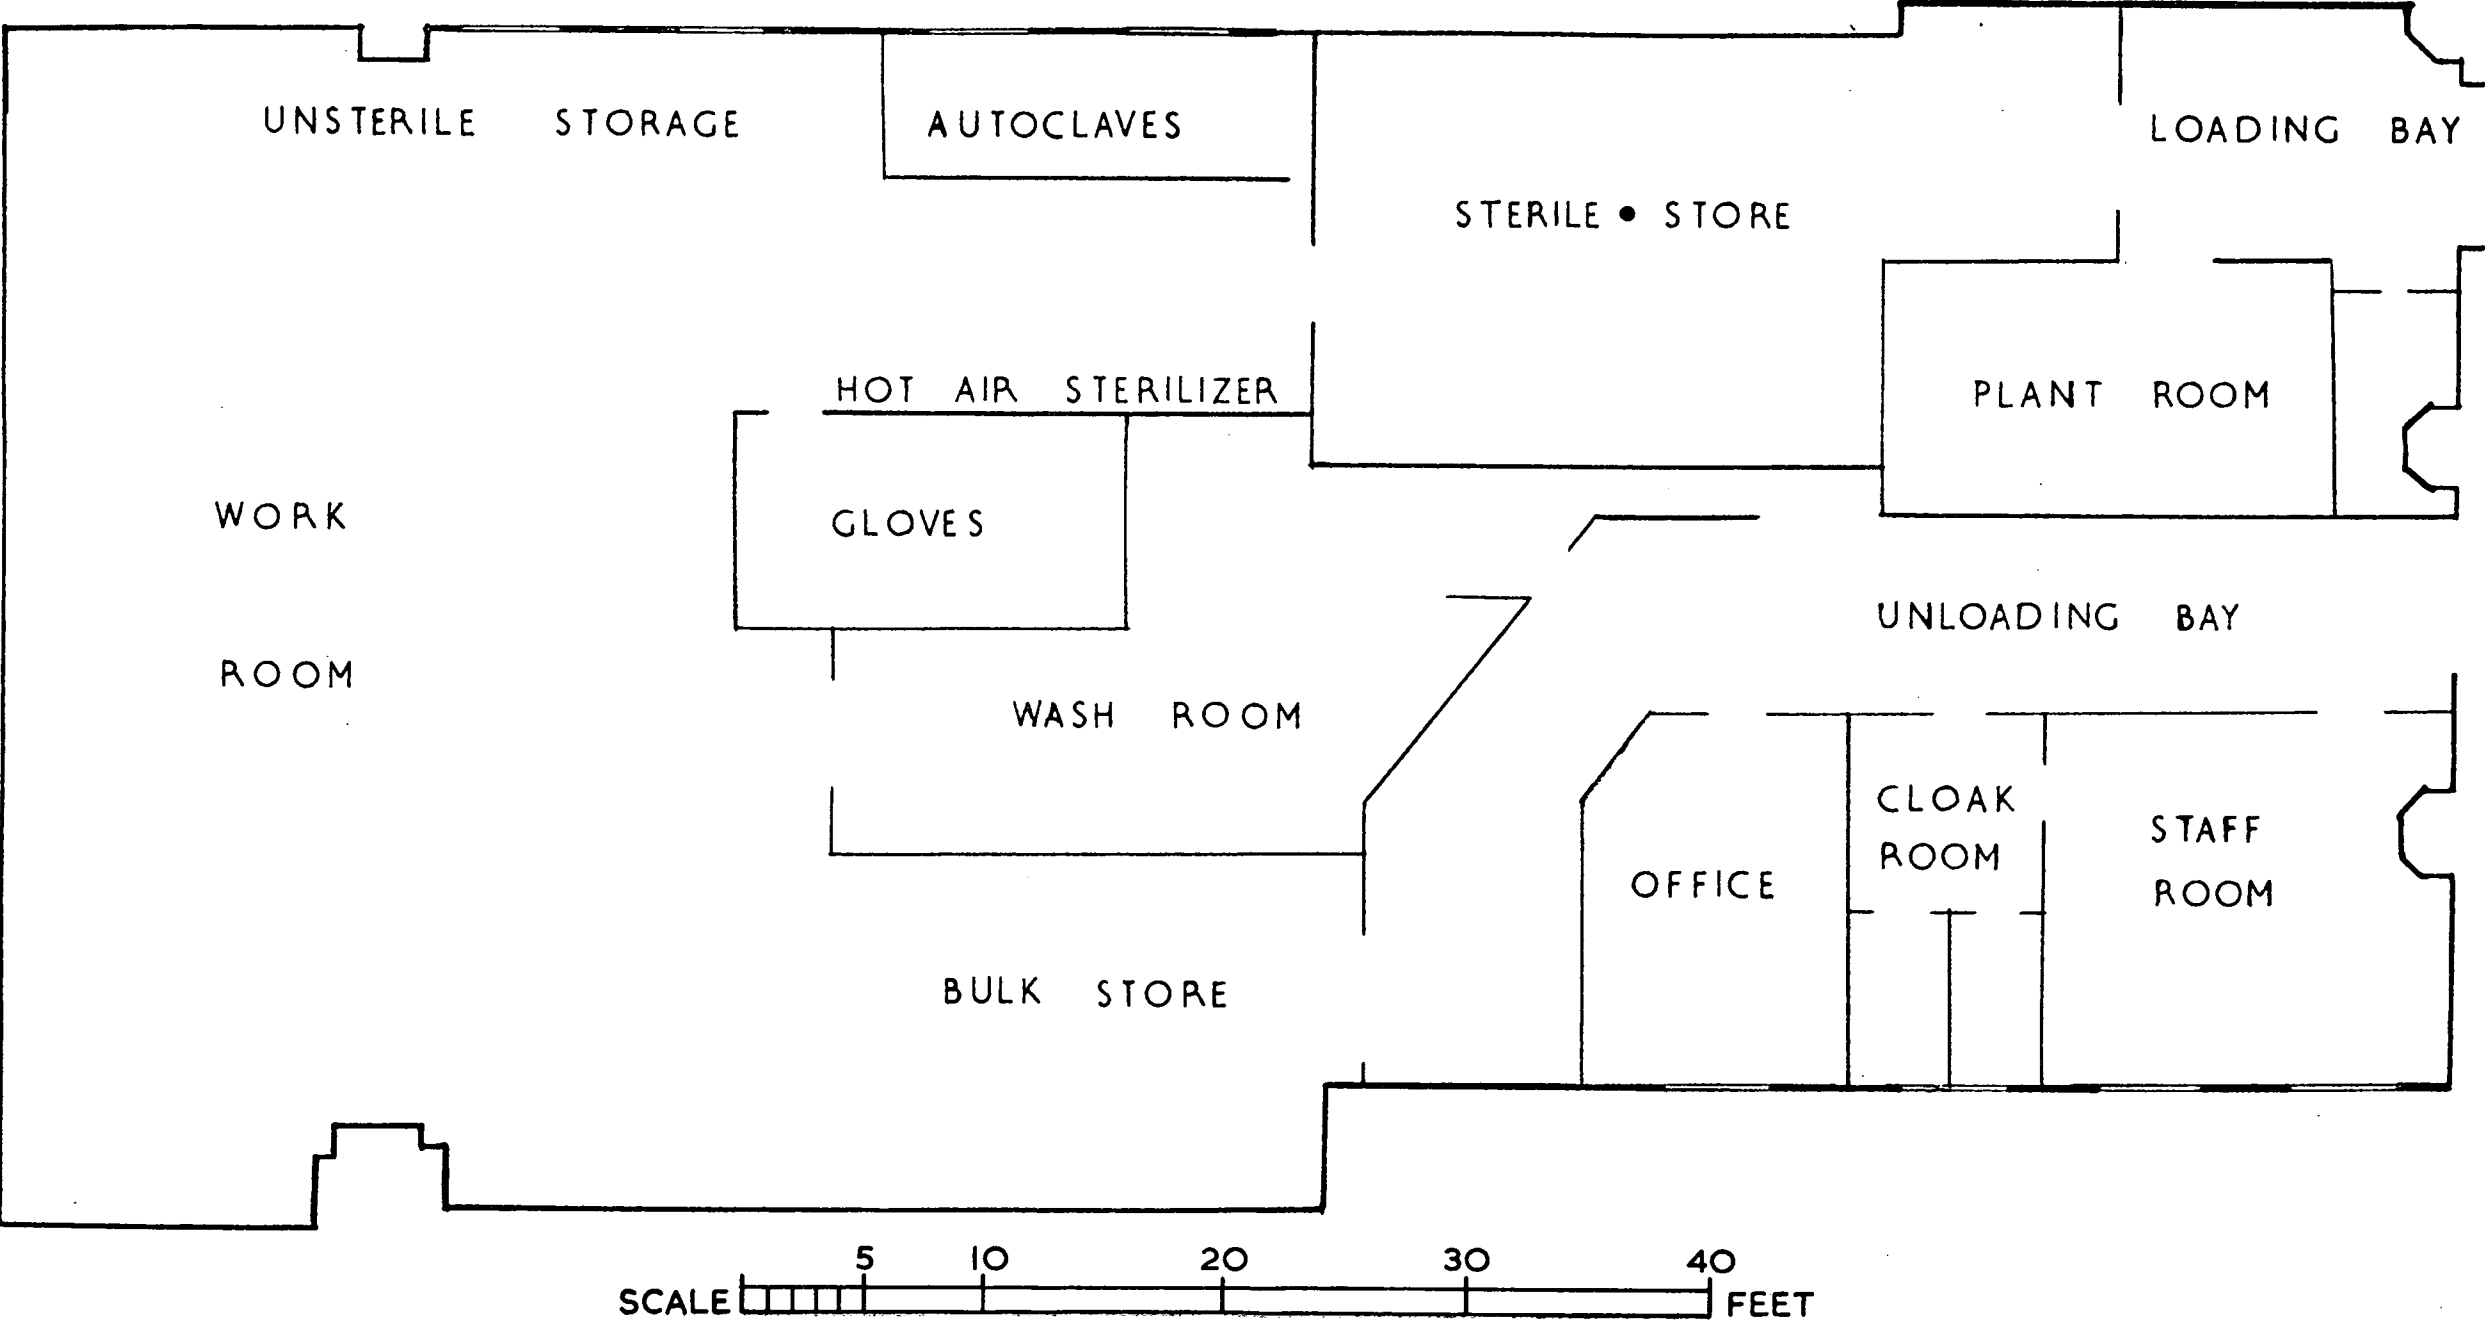 UNSTERILE STORAGE
AUTOCLAVES
LOADING BAY
STERILE • STORE
HOT AIR STERILIZER
PLANT ROOM
WORK
ROOM
GLOVES
UNLOADING BAY
WASH ROOM
CLOAK
ROOM
STAFF
ROOM
OFFICE
BULK STORE
5 10 20 30 40
SCALE FEET